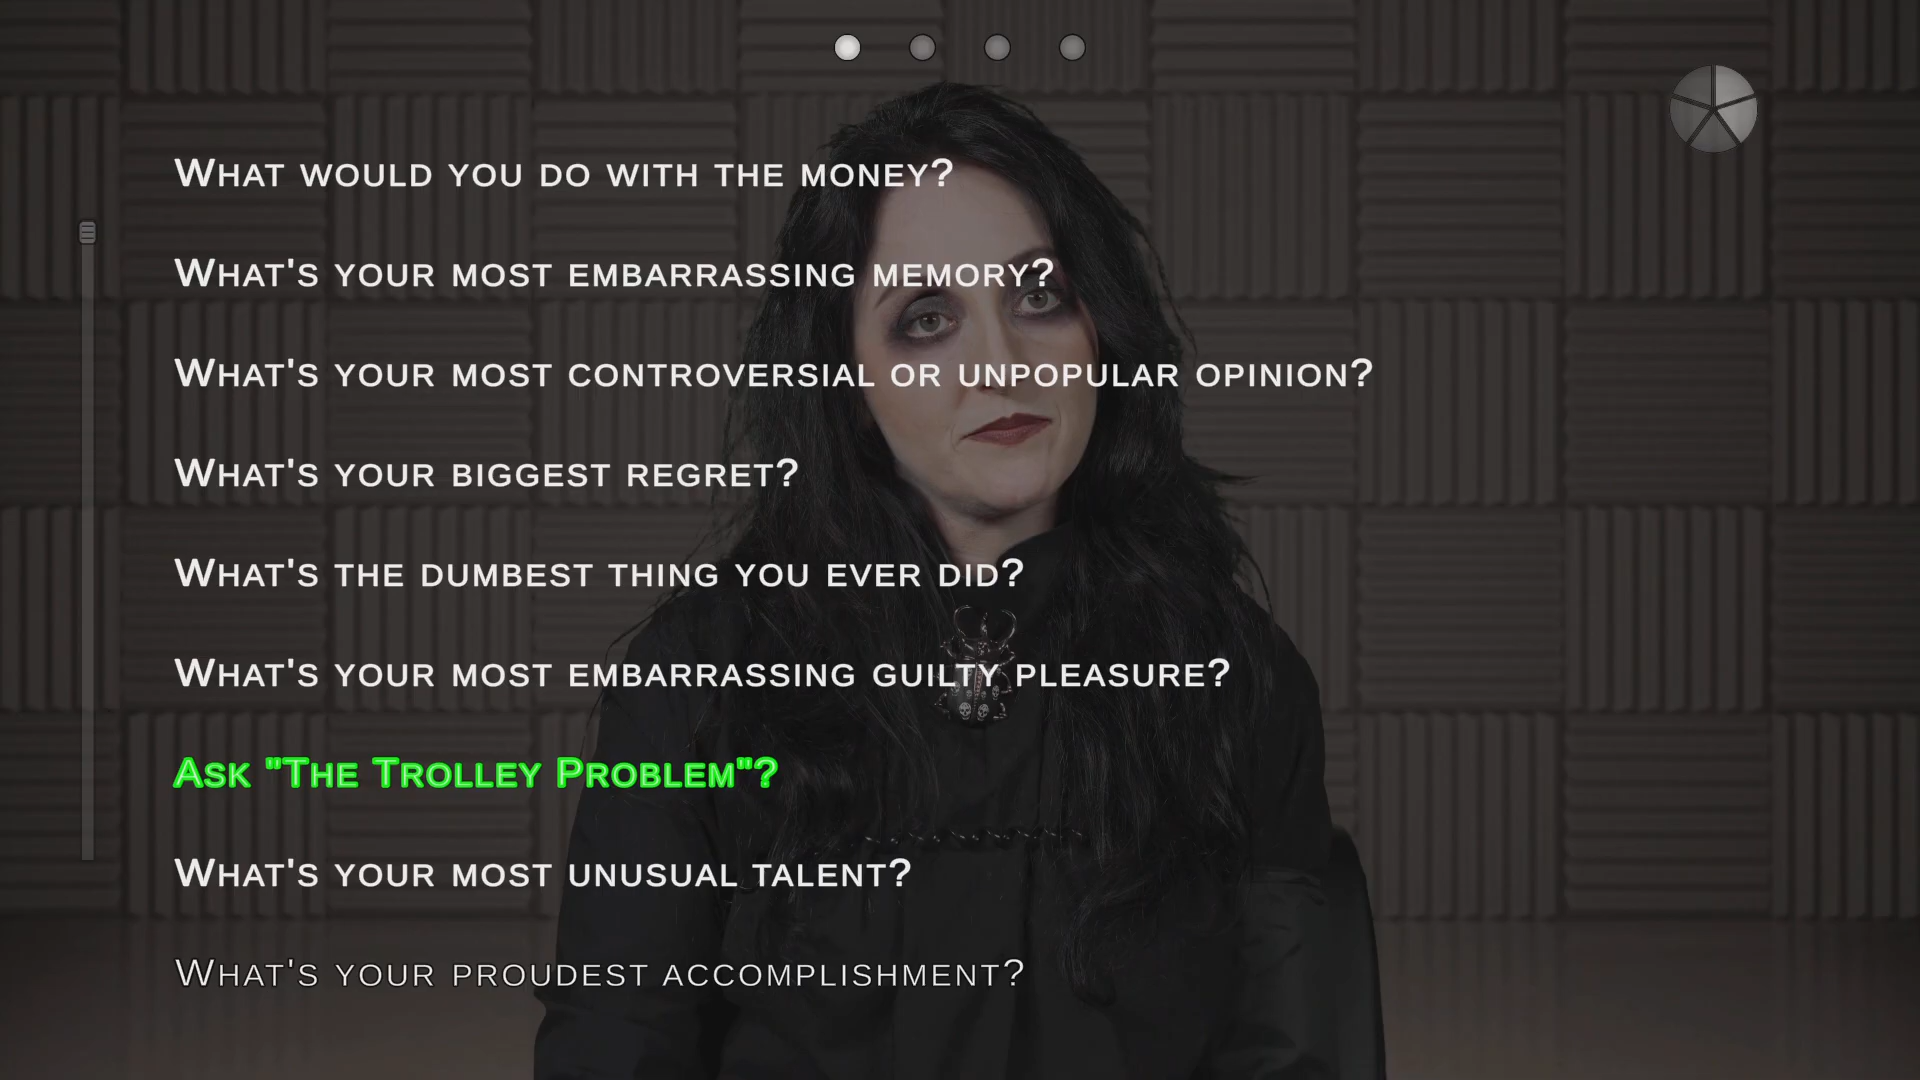 What would you do with the money?
What's your most embarrassing memory?
What's your most controversial or unpopular opinion?
What's your biggest regret?
What's the dumbest thing you ever did?
What's your most embarrassing guilty pleasure?
Ask "The Trolley Problem"?
What's your most unusual talent?
What's your proudest accomplishment?